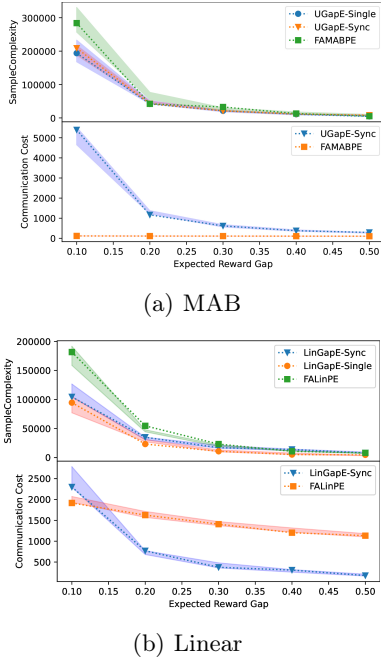 UGapE-Single
UGapE-Sync
FAMABPE
SampleComplexity
300000
200000
100000
0
UGapE-Sync
FAMABPE
Communication Cost
5000
4000
3000
2000
1000
0
0.10 0.15 0.20 0.25 0.30 0.35 0.40 0.45 0.50
Expected Reward Gap
(a) MAB
LinGapE-Sync
LinGapE-Single
FALinPE
SampleComplexity
200000
150000
100000
50000
0
LinGapE-Sync
FALinPE
Communication Cost
2500
2000
1500
1000
500
0.10 0.15 0.20 0.25 0.30 0.35 0.40 0.45 0.50
Expected Reward Gap
(b) Linear